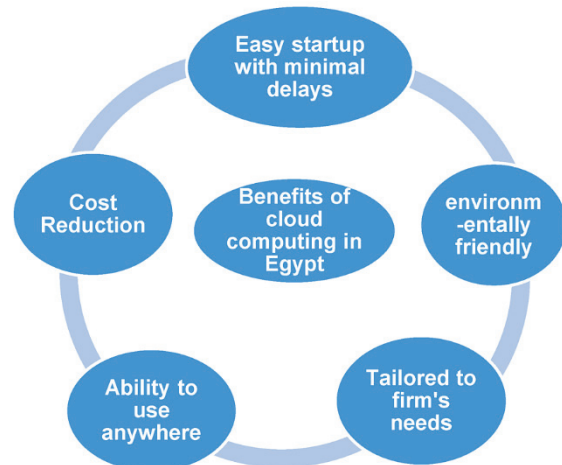 Easy startup
with minimal
delays
environm
-entally
friendly
Tailored to
firm's
needs
Ability to
use
anywhere
Cost
Reduction
Benefits of
cloud
computing in
Egypt